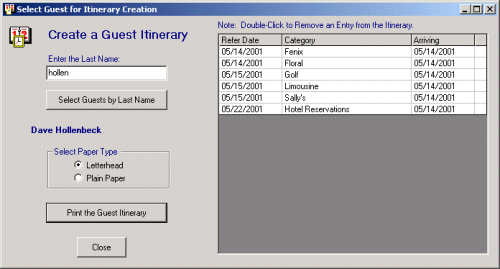 Select Guest for Itinerary Creation
Create a Guest Itinerary
Enter the Last Name:
hollen
Select Guests by Last Name
Dave Hollenbeck
Select Paper Type
Letterhead
Plain Paper
Print the Guest Itinerary
Close
Note: Double-Click to Remove an Entry from the Itinerary.
Refer Date Category Arriving
05/14/2001 Fenix 05/14/2001
05/14/2001 Floral 05/14/2001
05/15/2001 Golf 05/14/2001
05/15/2001 Limousine 05/14/2001
05/15/2001 Sally's 05/14/2001
05/22/2001 Hotel Reservations 05/14/2001